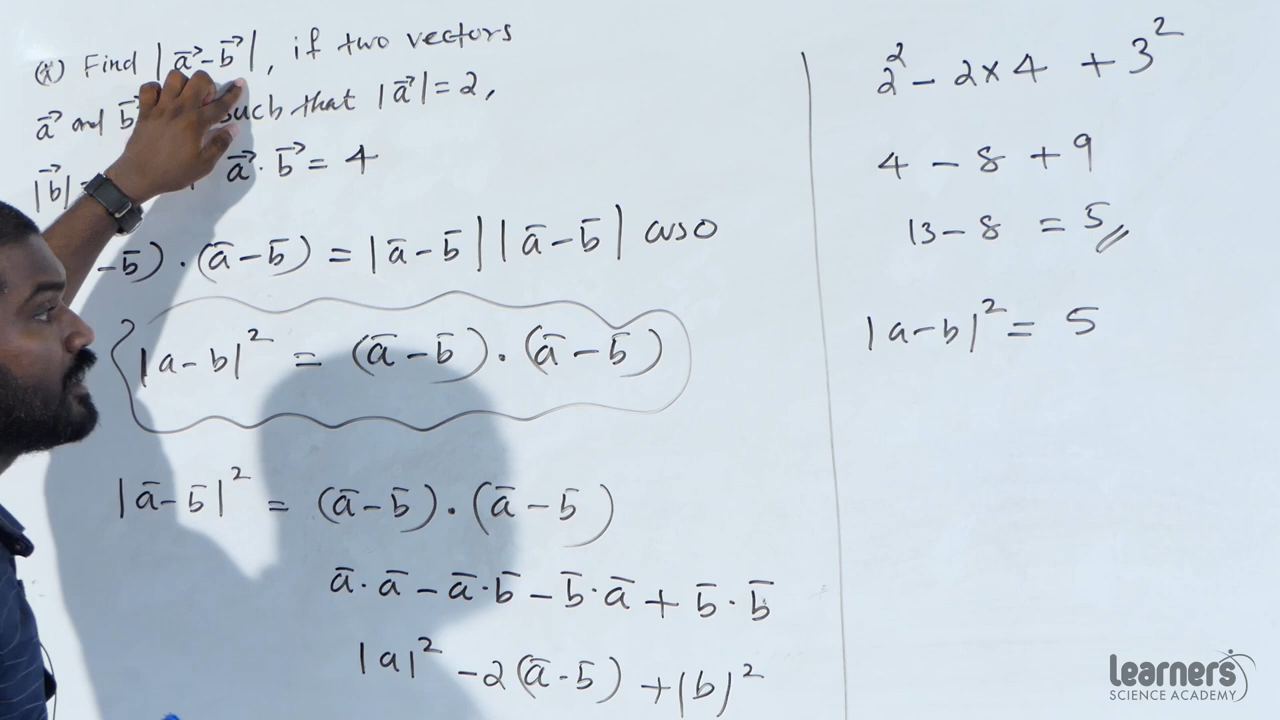 (x) Find |a⃗ - b⃗|, if two vectors
a⃗ and b⃗ such that |a⃗| = 2,
|b⃗| = a⃗ · b⃗ = 4
- b̄) · (ā - b̄) = |ā - b̄| |ā - b̄| cos0
|a - b|² = (ā - b̄) · (ā - b̄)
|ā - b̄|² = (ā - b̄) · (ā - b̄)
ā · ā - ā · b̄ - b̄ · ā + b̄ · b̄
|a|² - 2(ā · b̄) + |b|²
2² - 2 × 4 + 3²
4 - 8 + 9
13 - 8 = 5
|a - b|² = 5
Learners
SCIENCE ACADEMY